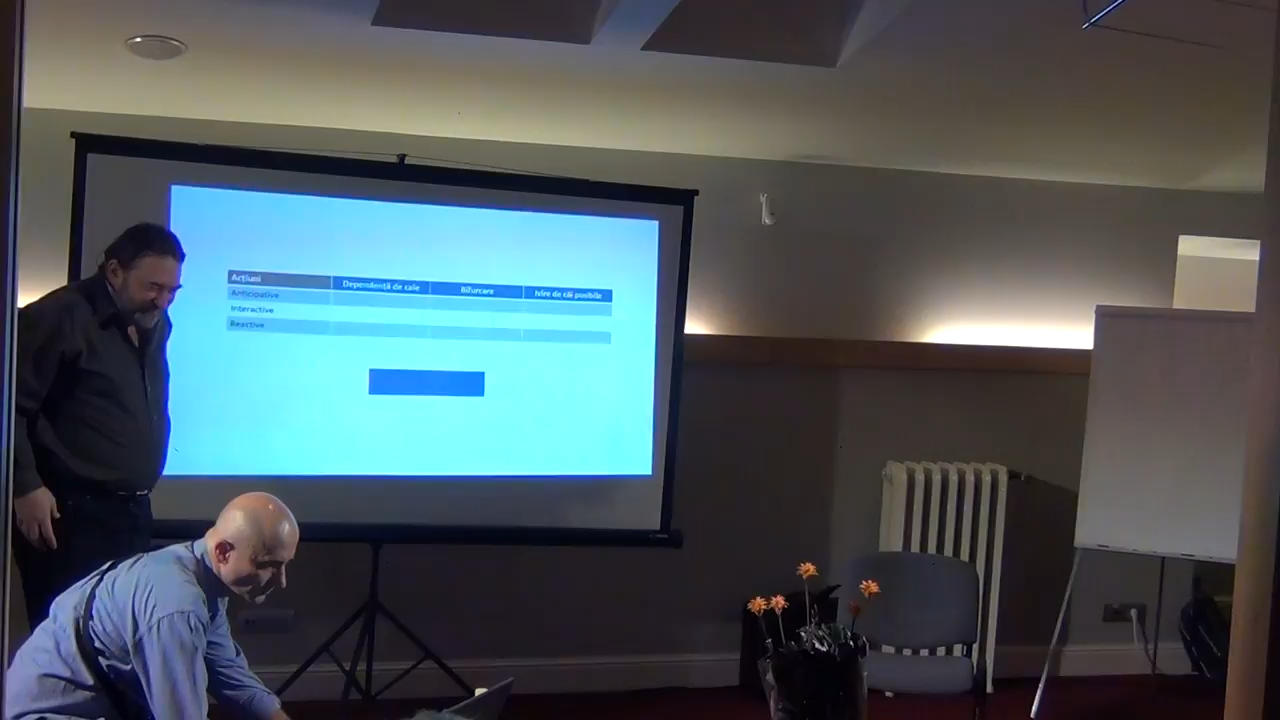 Acțiuni Dependență de cale Bifurcare Ivire de căi posibile
Anticipative
Interactive
Reactive